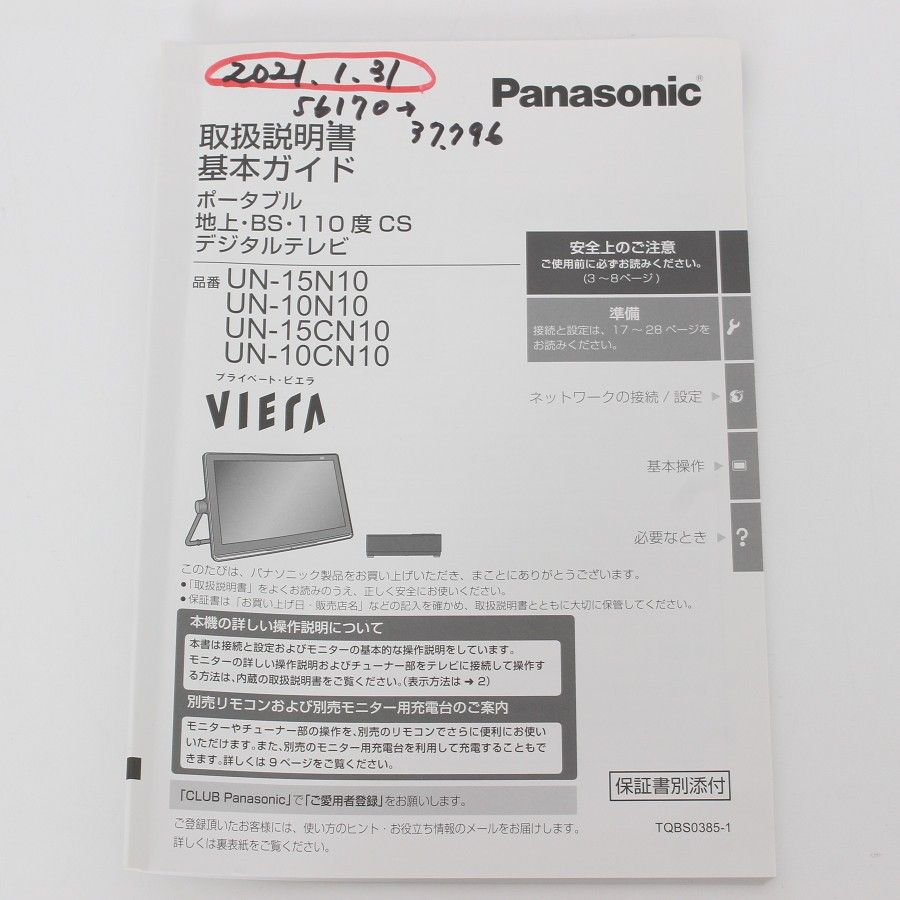 2021.1.31
56,170→
37,796
Panasonic®
取扱説明書
基本ガイド
ポータブル
地上・BS・110度CS
デジタルテレビ
品番 UN-15N10
UN-10N10
UN-15CN10
UN-10CN10
プライベート・ビエラ
VIERA
安全上のご注意
ご使用前に必ずお読みください。
(3～8ページ)
準備
接続と設定は、17～28ページを
お読みください。
ネットワークの接続/設定
基本操作
必要なとき
?
このたびは、パナソニック製品をお買い上げいただき、まことにありがとうございます。
●「取扱説明書」をよくお読みのうえ、正しく安全にお使いください。
●保証書は「お買い上げ日・販売店名」などの記入を確かめ、取扱説明書とともに大切に保管してください。
本機の詳しい操作説明について
本書は接続と設定およびモニターの基本的な操作説明をしています。
モニターの詳しい操作説明およびチューナー部をテレビに接続して操作す
る方法は、内蔵の取扱説明書をご覧ください。(表示方法は➔2)
別売リモコンおよび別売モニター用充電台のご案内
モニターやチューナー部の操作を、別売のリモコンでさらに便利にお使い
いただけます。また、別売のモニター用充電台を利用して充電することもで
きます。詳しくは9ページをご覧ください。
「CLUB Panasonic」で「ご愛用者登録」をお願いします。
ご登録頂いたお客様には、使い方のヒント・お役立ち情報のメールをお届けします。
詳しくは裏表紙をご覧ください。
保証書別添付
TQBS0385-1